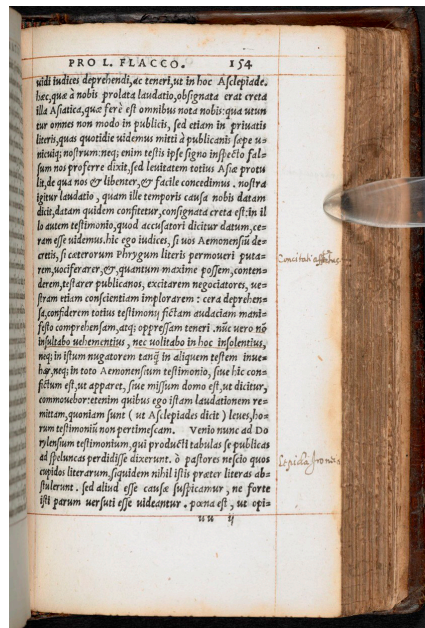 PRO L. FLACCO. 154
uidi iudices deprehendi, ac teneri, ut in hoc Asclepiade.
hæc, quæ à nobis prolata laudatio, obsignata erat creta
illa Asiatica, quæ ferè est omnibus nota nobis: qua utun
tur omnes non modo in publicis, sed etiam in priuatis
literis, quas quotidie uidemus mitti à publicanis sæpe u=
nicuiq; nostrum: neq; enim testis ipse signo inspecto fal=
sum nos proferre dixit, sed leuitatem totius Asiæ protu
lit, de qua nos & libenter, & facile concedimus. nostra
igitur laudatio, quam ille temporis causa nobis datam
dicit, datam quidem confitetur, consignata creta est: in il
lo autem testimonio, quod accusatori dicitur datum, ce=
ram esse uidemus. hic ego iudices, si uos Aemonensiũ de=
cretis, si cæterorum Phrygum literis permoueri puta=
rem, uociferarer, &, quantum maxime possem, conten=
derem, testarer publicanos, excitarem negociatores, ue=
stram etiam conscientiam implorarem: cera deprehen=
sa, confiderem totius testimonij fictam audaciam mani=
festo comprehensam, atq; oppressam teneri. nũc uero nõ
insultabo uehementius, nec uolitabo in hoc insolentius,
neq; in istum nugatorem tanq̃ in aliquem testem inue=
har, neq; in toto Aemonensium testimonio, siue hic con=
fictum est, ut apparet, siue missum domo est, ut dicitur,
commouebor: etenim quibus ego istam laudationem re=
mittam, quoniam sunt ( ut Asclepiades dicit ) leues, ho=
rum testimoniũ non pertimescam. Venio nunc ad Do
rylensium testimonium, qui producti tabulas se publicas
ad speluncas perdidisse dixerunt. ò pastores nescio quos
cupidos literarum, siquidem nihil istis præter literas ab=
stulerunt. sed aliud esse causæ suspicamur, ne forte
isti parum uersuti esse uideantur. pœna est, ut opi=
uu ij
Concitati affectus
Lepida Ironia